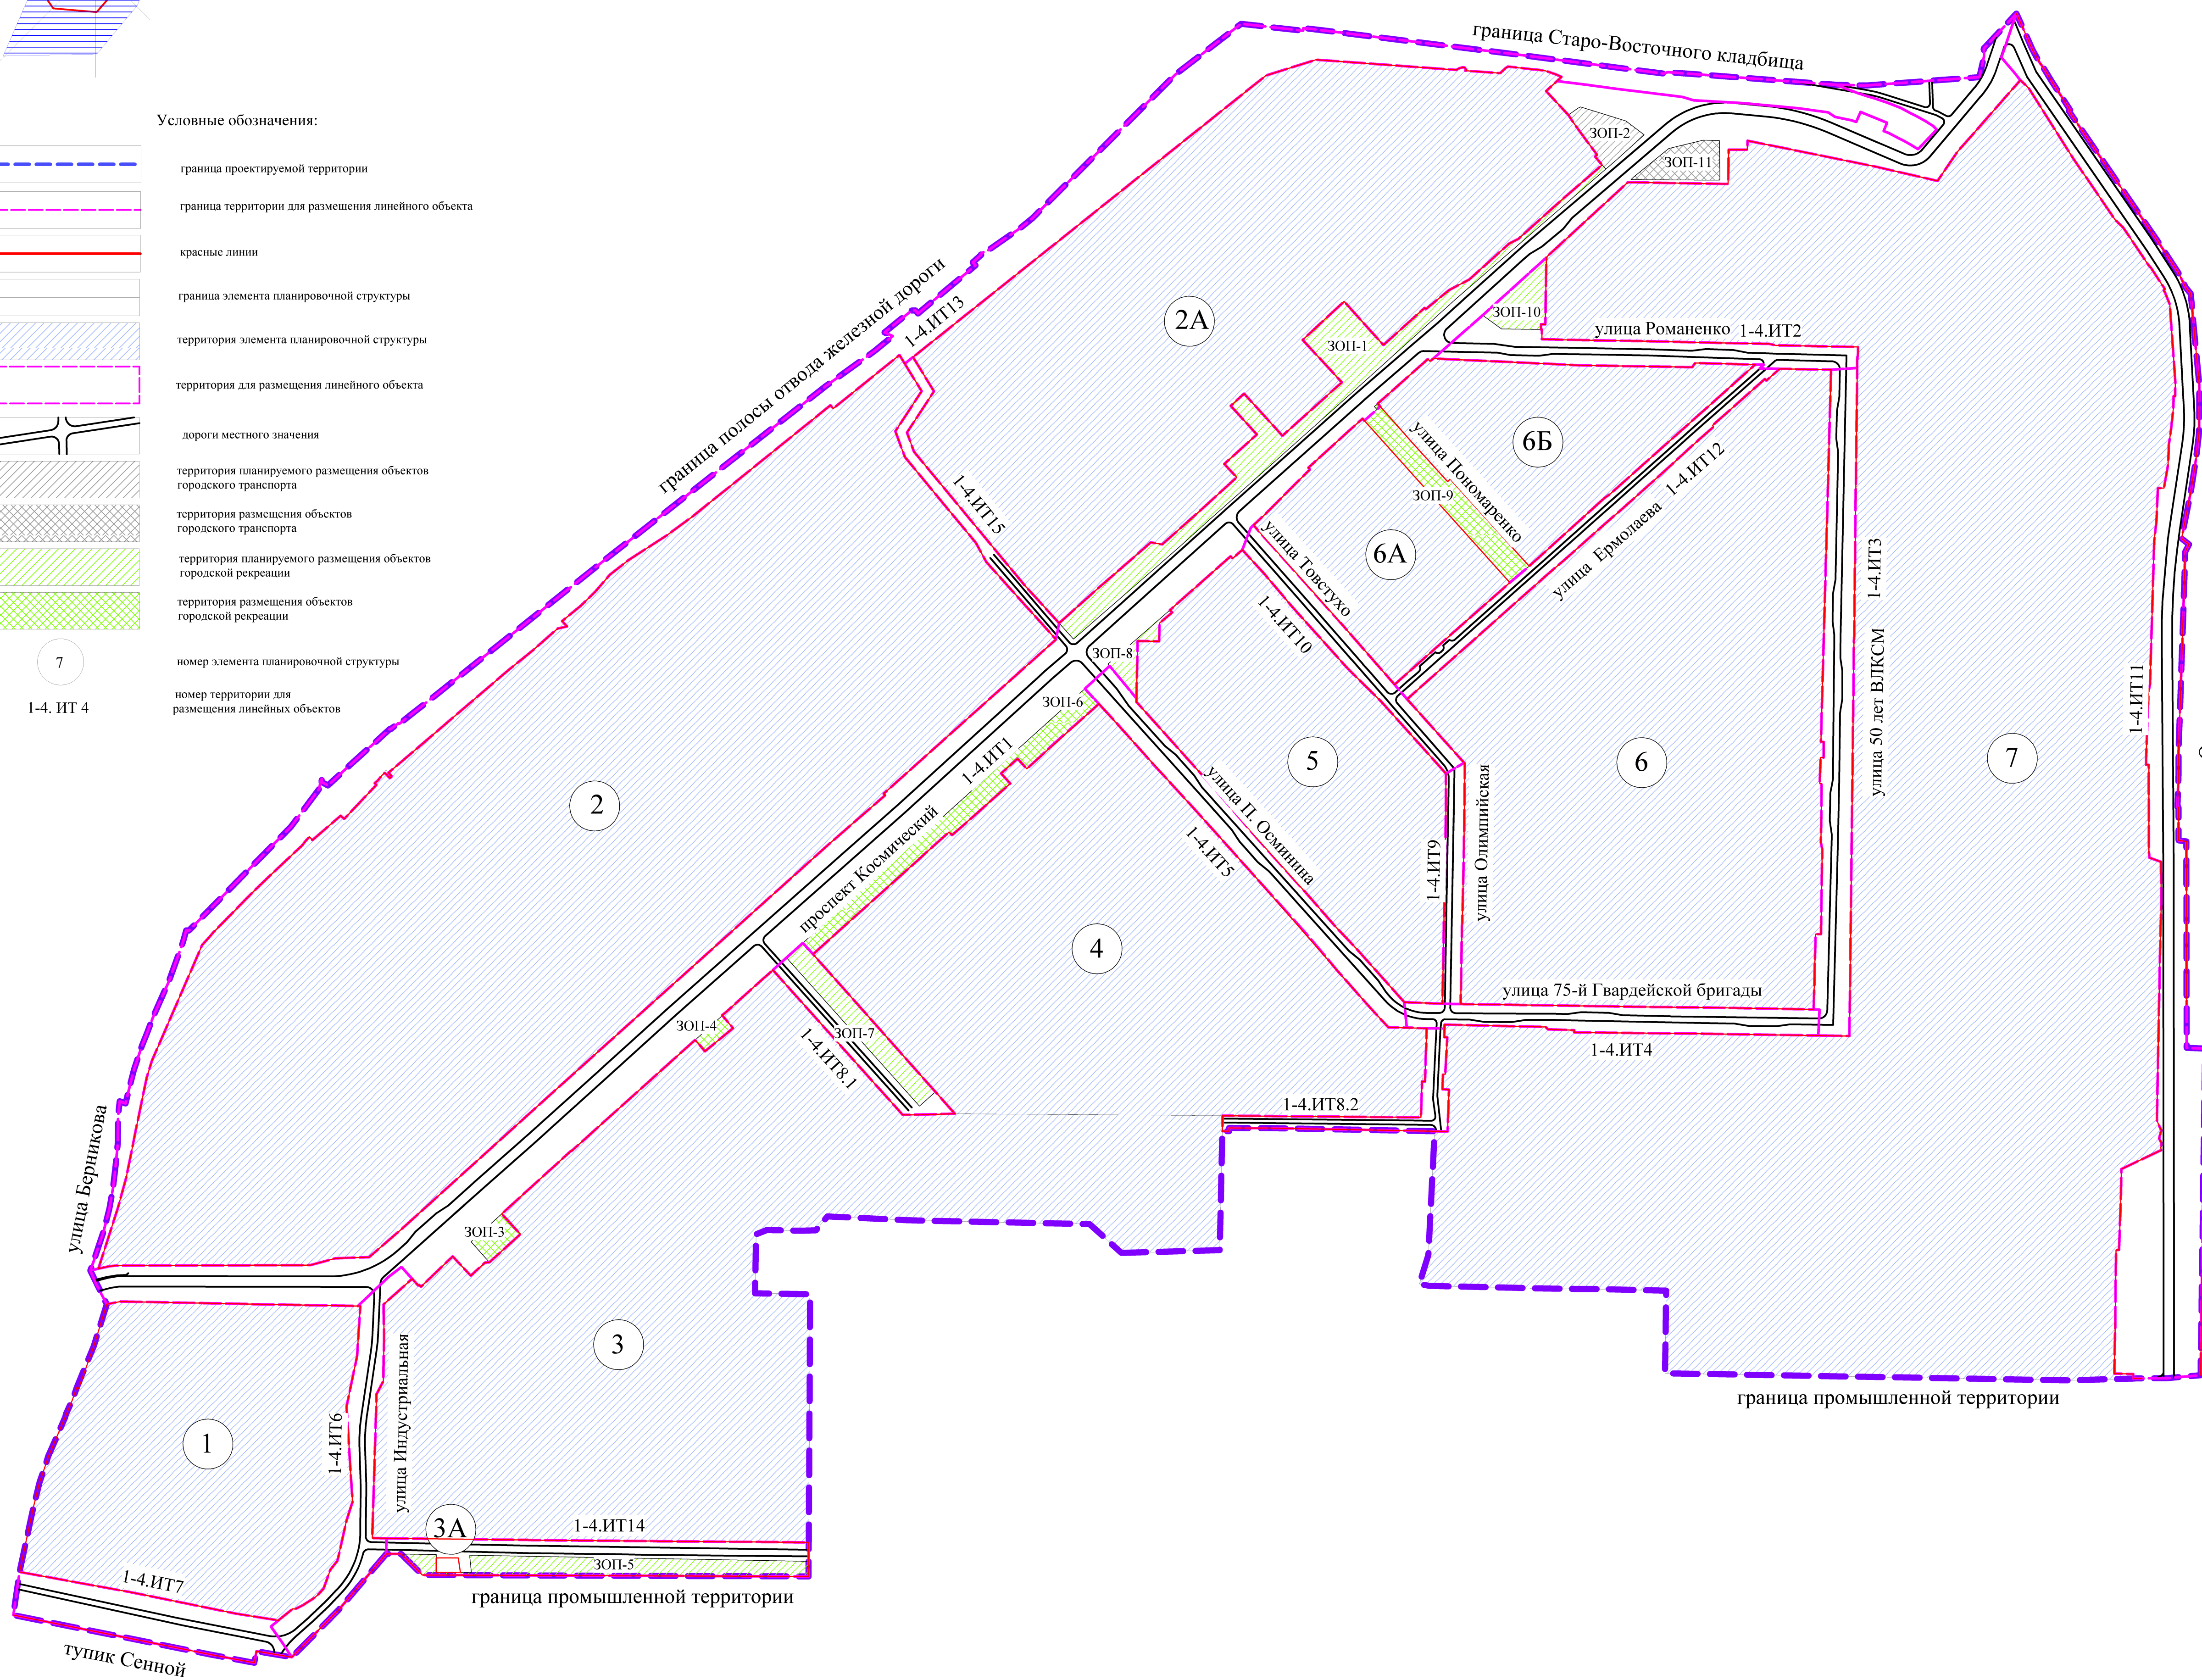 Условные обозначения:
граница проектируемой территории
граница территории для размещения линейного объекта
красные линии
граница элемента планировочной структуры
территория элемента планировочной структуры
территория для размещения линейного объекта
дороги местного значения
территория планируемого размещения объектов
городского транспорта
территория размещения объектов
городского транспорта
территория планируемого размещения объектов
городской рекреации
территория размещения объектов
городской рекреации
7
номер элемента планировочной структуры
1-4. ИТ 4
номер территории для
размещения линейных объектов
граница Старо-Восточного кладбища
ЗОП-2
ЗОП-11
граница полосы отвода железной дороги
1-4.ИТ13
2А
ЗОП-1
ЗОП-10
улица Романенко
1-4.ИТ2
6Б
улица Пономаренко
ЗОП-9
1-4.ИТ12
улица Ермолаева
1-4.ИТ15
6А
улица Товстухо
1-4.ИТ10
1-4.ИТ3
улица 50 лет ВЛКСМ
1-4.ИТ11
ЗОП-8
ЗОП-6
1-4.ИТ1
проспект Космический
2
5
6
7
улица П. Осминина
1-4.ИТ5
1-4.ИТ9
улица Олимпийская
4
улица 75-й Гвардейской бригады
1-4.ИТ4
ЗОП-4
ЗОП-7
1-4.ИТ8.1
1-4.ИТ8.2
улица Берникова
ЗОП-3
3
улица Индустриальная
1-4.ИТ6
1
граница промышленной территории
3А
1-4.ИТ14
ЗОП-5
граница промышленной территории
1-4.ИТ7
тупик Сенной